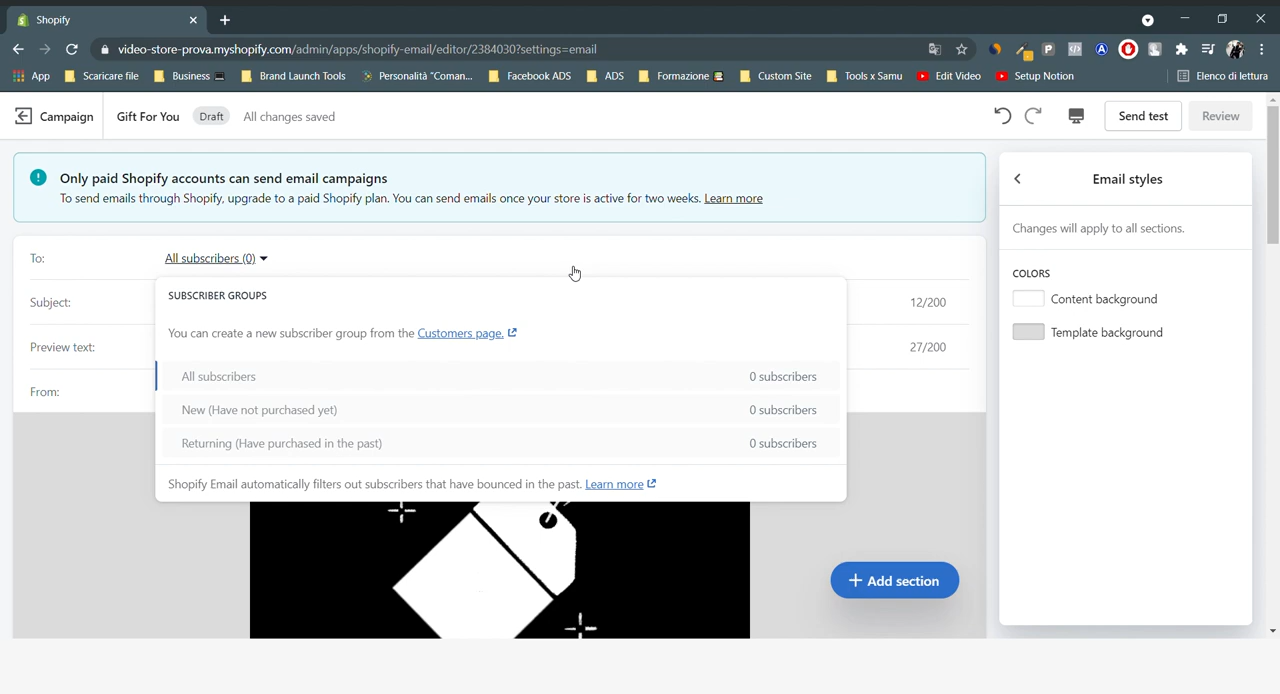 Shopify
video-store-prova.myshopify.com/admin/apps/shopify-email/editor/2384030?settings=email
App Scaricare file Business Brand Launch Tools Personalità "Coman... Facebook ADS ADS Formazione Custom Site Tools x Samu Edit Video Setup Notion Elenco di lettura
Campaign Gift For You Draft All changes saved Send test Review
Only paid Shopify accounts can send email campaigns
To send emails through Shopify, upgrade to a paid Shopify plan. You can send emails once your store is active for two weeks. Learn more
Email styles
Changes will apply to all sections.
COLORS
Content background
Template background
To: All subscribers (0)
Subject: 12/200
Preview text: 27/200
From:
SUBSCRIBER GROUPS
You can create a new subscriber group from the Customers page.
All subscribers 0 subscribers
New (Have not purchased yet) 0 subscribers
Returning (Have purchased in the past) 0 subscribers
Shopify Email automatically filters out subscribers that have bounced in the past. Learn more
+ Add section